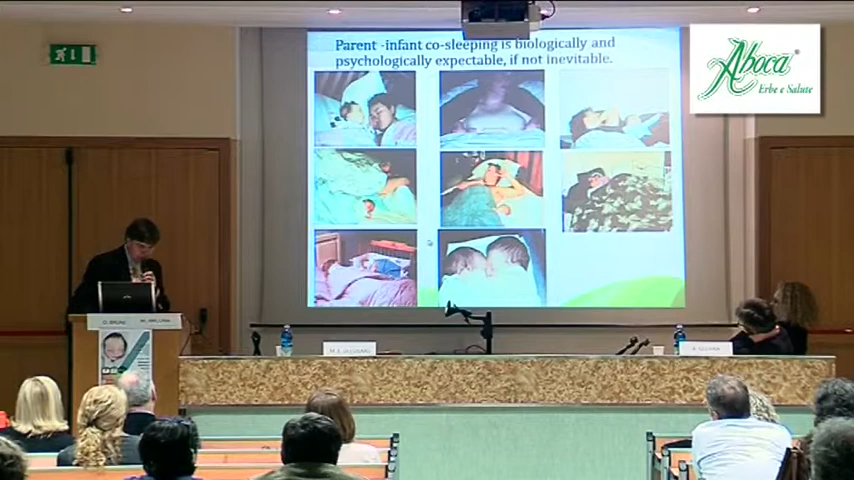 Parent -infant co-sleeping is biologically and
psychologically expectable, if not inevitable.
Aboca
Erbe e Salute